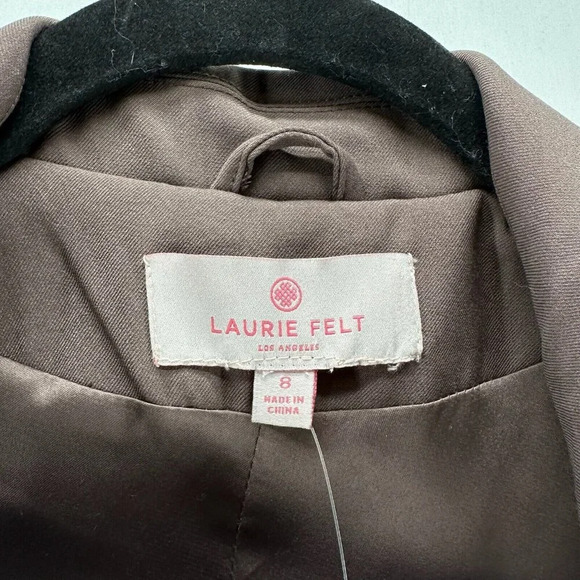 LAURIE FELT
LOS ANGELES
8
MADE IN
CHINA